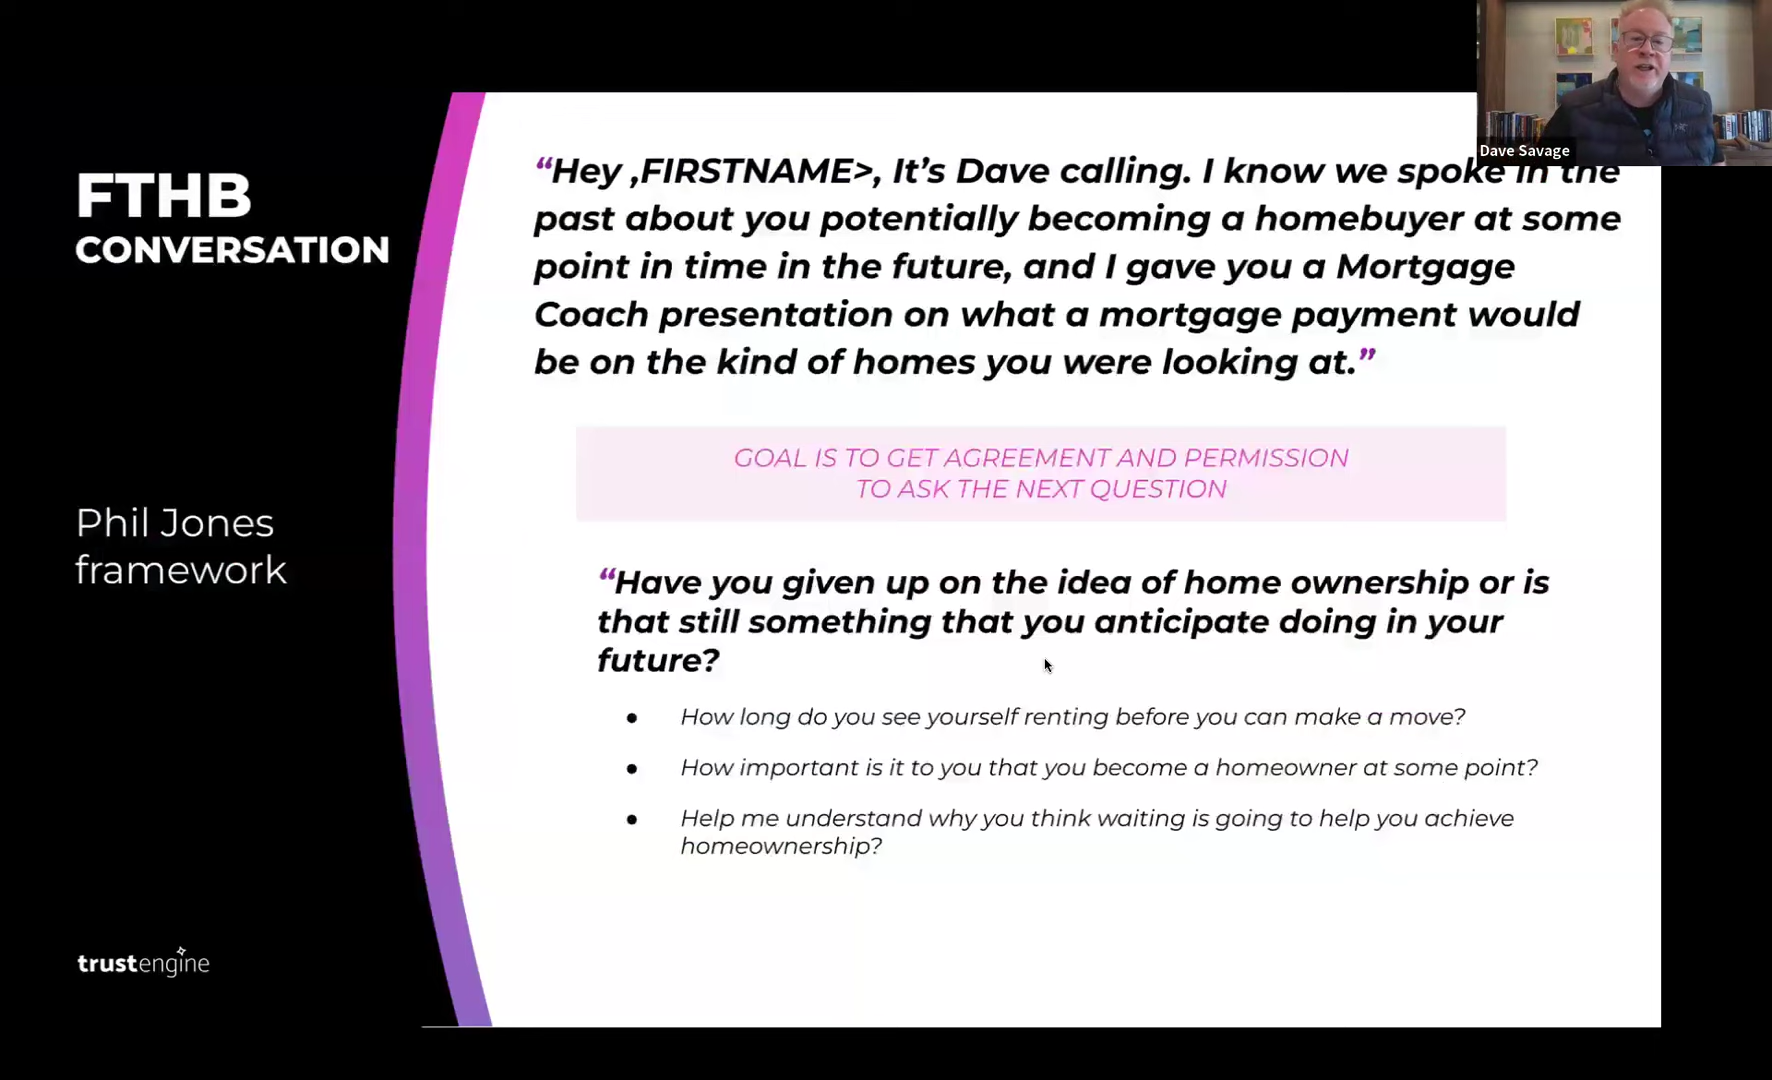 FTHB
CONVERSATION
Phil Jones
framework
trustengine
“Hey ,FIRSTNAME>, It’s Dave calling. I know we spoke in the
past about you potentially becoming a homebuyer at some
point in time in the future, and I gave you a Mortgage
Coach presentation on what a mortgage payment would
be on the kind of homes you were looking at.”
GOAL IS TO GET AGREEMENT AND PERMISSION
TO ASK THE NEXT QUESTION
“Have you given up on the idea of home ownership or is
that still something that you anticipate doing in your
future?
● How long do you see yourself renting before you can make a move?
● How important is it to you that you become a homeowner at some point?
● Help me understand why you think waiting is going to help you achieve
homeownership?
Dave Savage